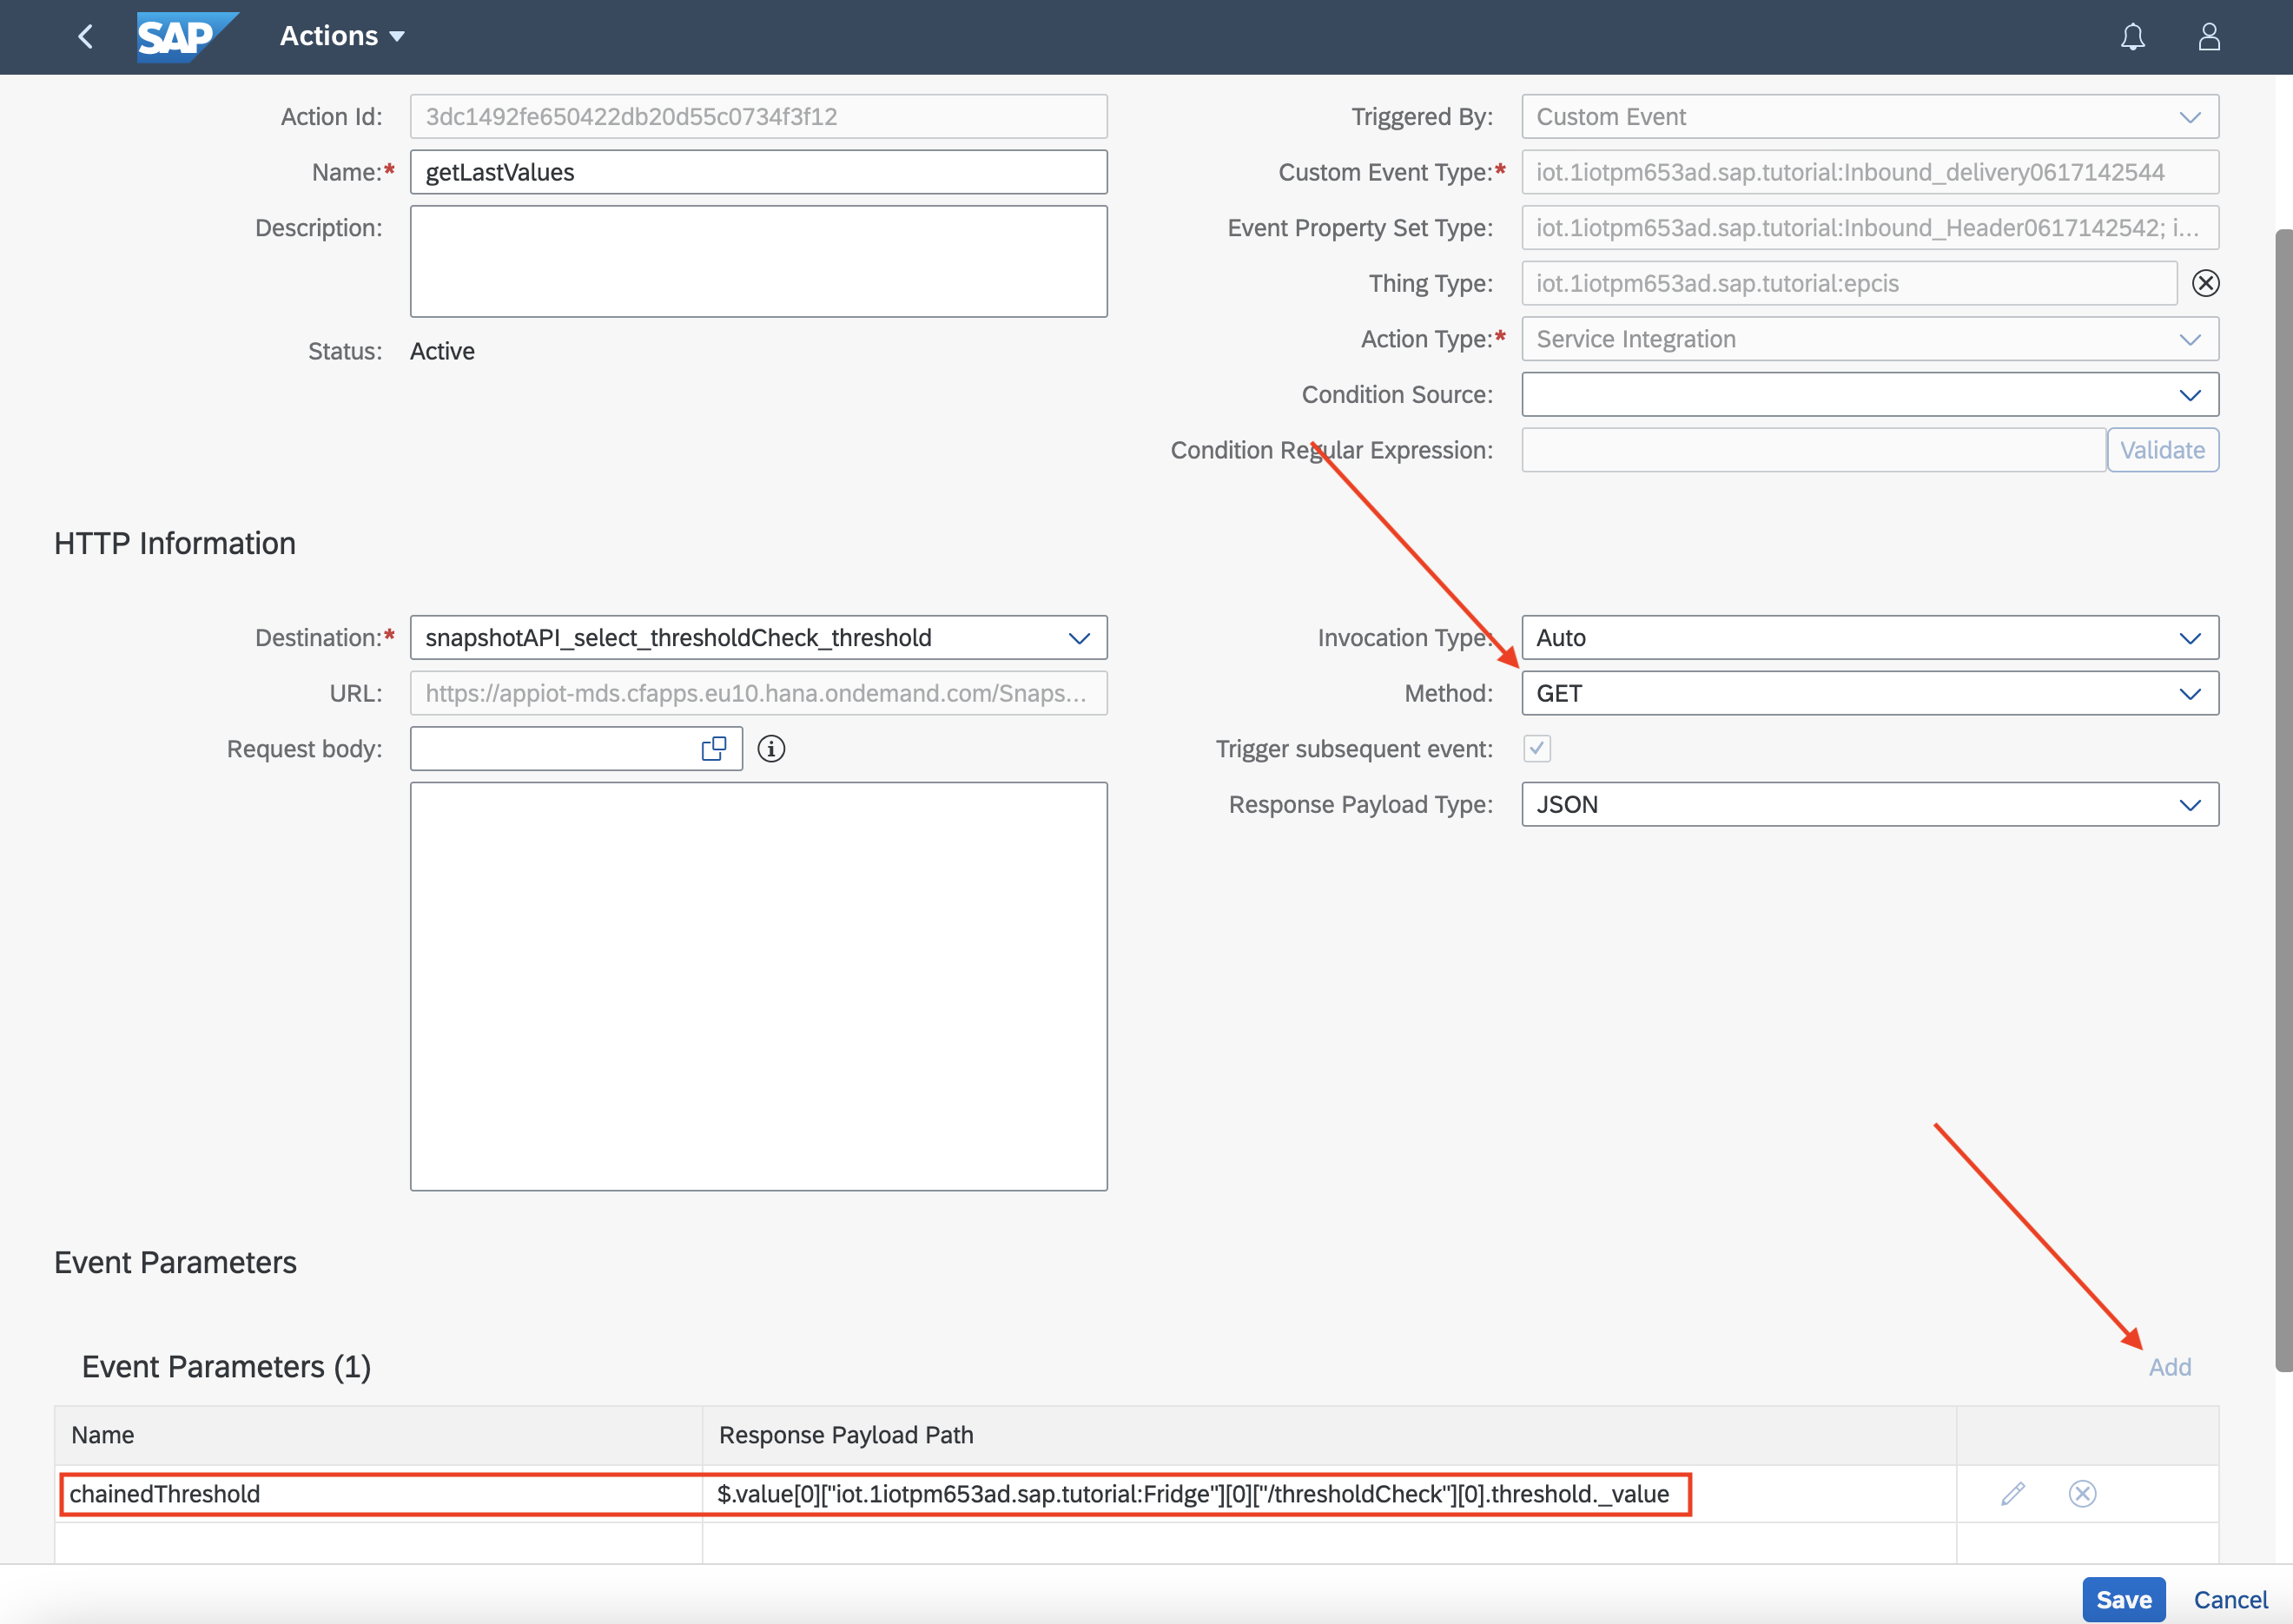 SAP Actions
Action Id: 3dc1492fe650422db20d55c0734f3f12
Name:* getLastValues
Description:
Status: Active
Triggered By: Custom Event
Custom Event Type:* iot.1iotpm653ad.sap.tutorial:Inbound_delivery0617142544
Event Property Set Type: iot.1iotpm653ad.sap.tutorial:Inbound_Header0617142542; i...
Thing Type: iot.1iotpm653ad.sap.tutorial:epcis
Action Type:* Service Integration
Condition Source:
Condition Regular Expression: Validate
HTTP Information
Destination:* snapshotAPI_select_thresholdCheck_threshold
URL: https://appiot-mds.cfapps.eu10.hana.ondemand.com/Snaps...
Request body:
Invocation Type: Auto
Method: GET
Trigger subsequent event:
Response Payload Type: JSON
Event Parameters
Event Parameters (1) Add
Name Response Payload Path
chainedThreshold $.value[0]["iot.1iotpm653ad.sap.tutorial:Fridge"][0]["/thresholdCheck"][0].threshold._value
Save Cancel